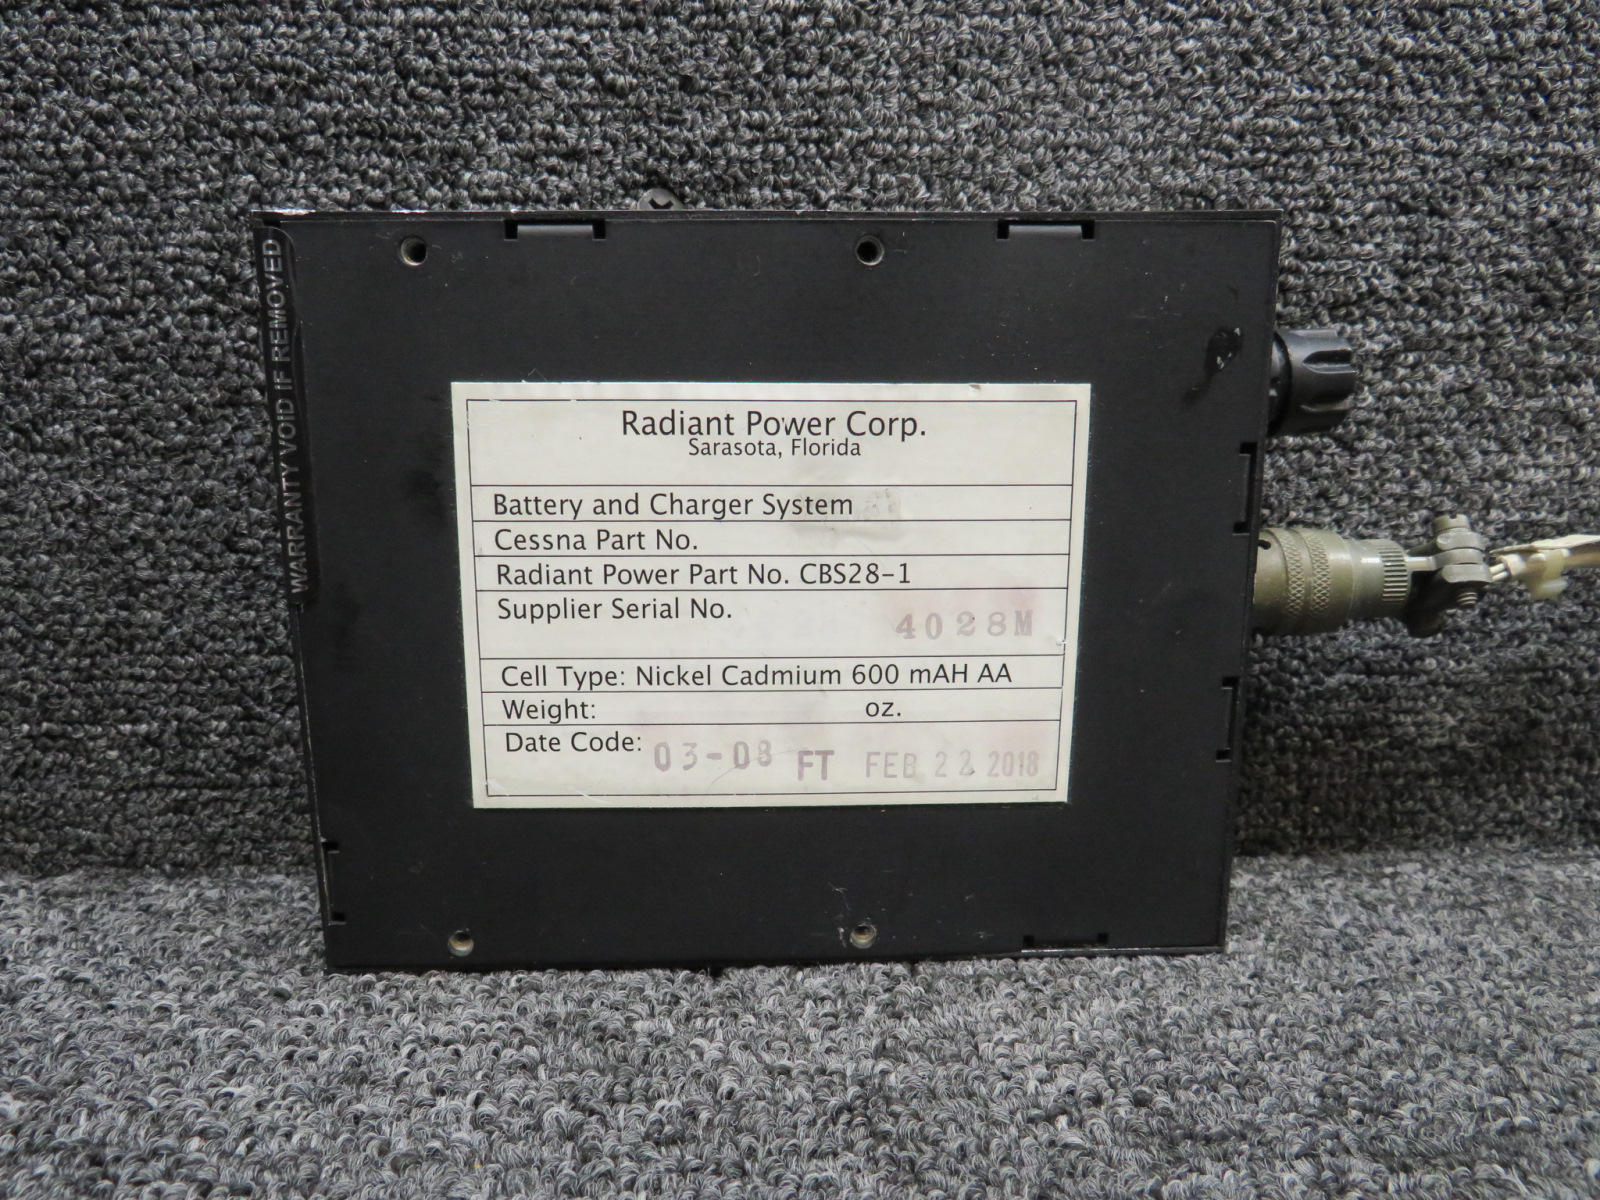 WARRANTY VOID IF REMOVED
Radiant Power Corp.
Sarasota, Florida
Battery and Charger System
Cessna Part No.
Radiant Power Part No. CBS28-1
Supplier Serial No. 4028M
Cell Type: Nickel Cadmium 600 mAH AA
Weight: oz.
Date Code: 03-08 FT FEB 22 2018